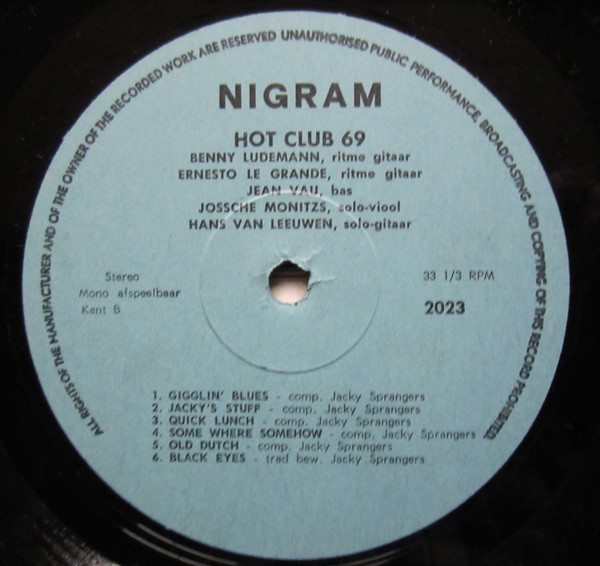 ALL RIGHTS OF THE MANUFACTURER AND OF THE OWNER OF THE RECORDED WORK ARE RESERVED UNAUTHORISED PUBLIC PERFORMANCE, BROADCASTING AND COPYING OF THIS RECORD PROHIBITED.
NIGRAM
HOT CLUB 69
BENNY LUDEMANN, ritme gitaar
ERNESTO LE GRANDE, ritme gitaar
JEAN VAU, bas
JOSSCHE MONITZS, solo-viool
HANS VAN LEEUWEN, solo-gitaar
Stereo
Mono afspeelbaar
Kant B
33 1/3 RPM
2023
1. GIGGLIN' BLUES - comp. Jacky Sprangers
2. JACKY'S STUFF - comp. Jacky Sprangers
3. QUICK LUNCH - comp. Jacky Sprangers
4. SOME WHERE SOMEHOW - comp. Jacky Sprangers
5. OLD DUTCH - comp. Jacky Sprangers
6. BLACK EYES - trad bew. Jacky Sprangers